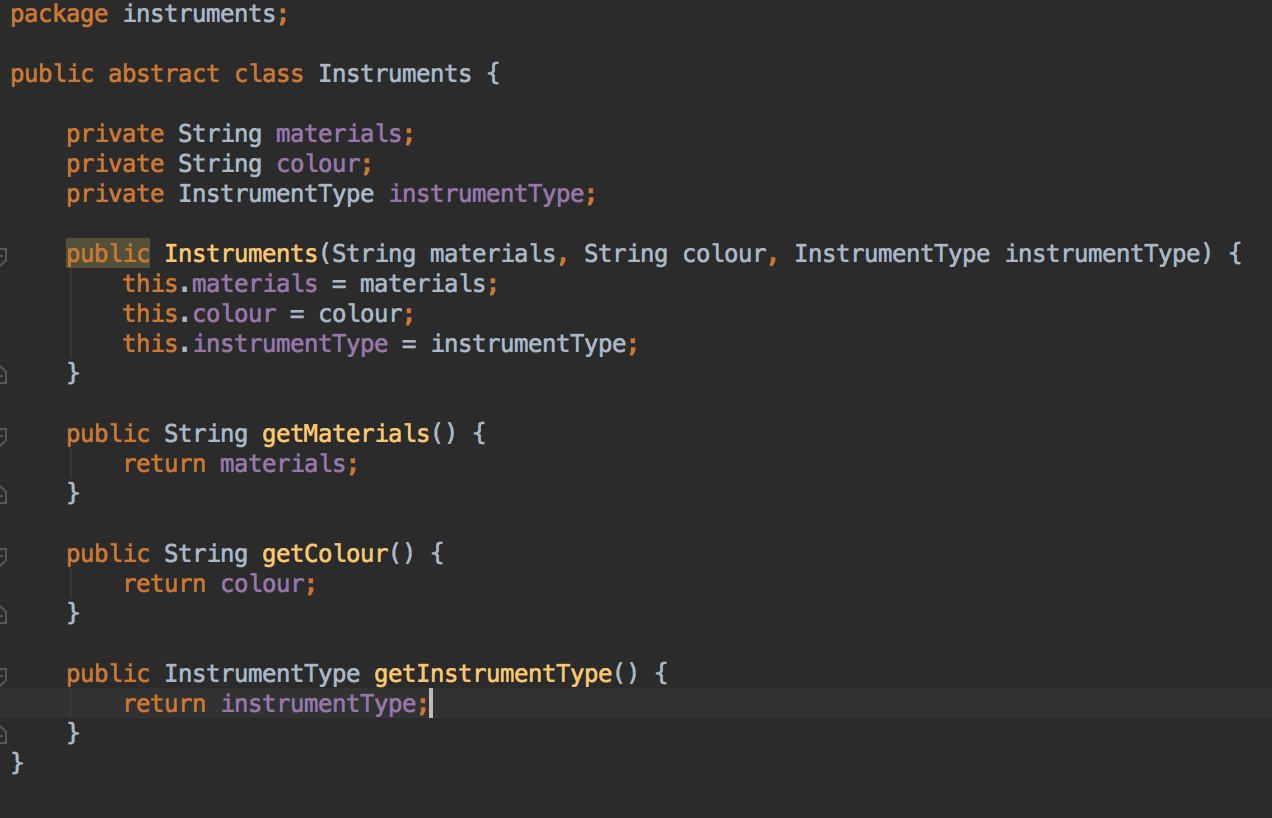 package instruments;
public abstract class Instruments {
private String materials;
private String colour;
private InstrumentType instrumentType;
public Instruments(String materials, String colour, InstrumentType instrumentType) {
this.materials = materials;
this.colour = colour;
this.instrumentType = instrumentType;
}
public String getMaterials() {
return materials;
}
public String getColour() {
return colour;
}
public InstrumentType getInstrumentType() {
return instrumentType;
}
}